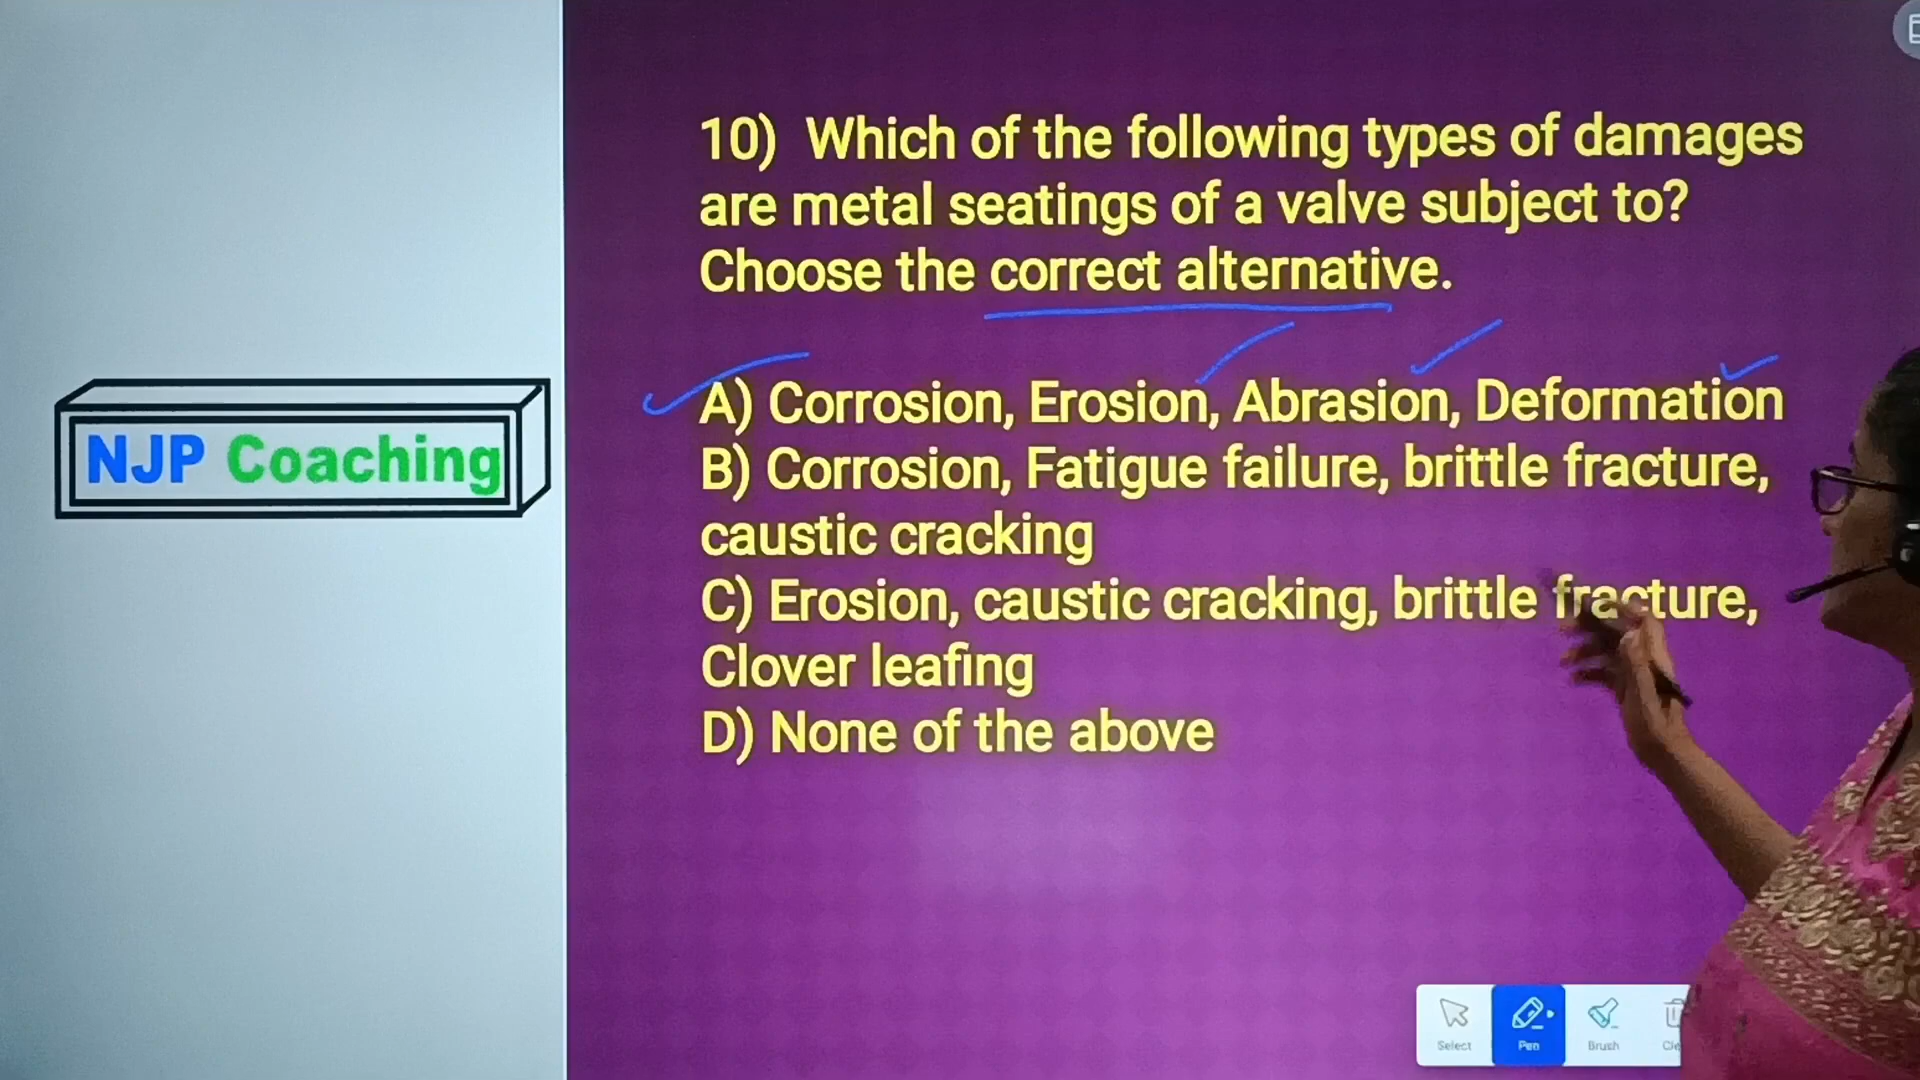 10) Which of the following types of damages
are metal seatings of a valve subject to?
Choose the correct alternative.
A) Corrosion, Erosion, Abrasion, Deformation
B) Corrosion, Fatigue failure, brittle fracture,
caustic cracking
C) Erosion, caustic cracking, brittle fracture,
Clover leafing
D) None of the above
NJP Coaching
Select Pen Brush